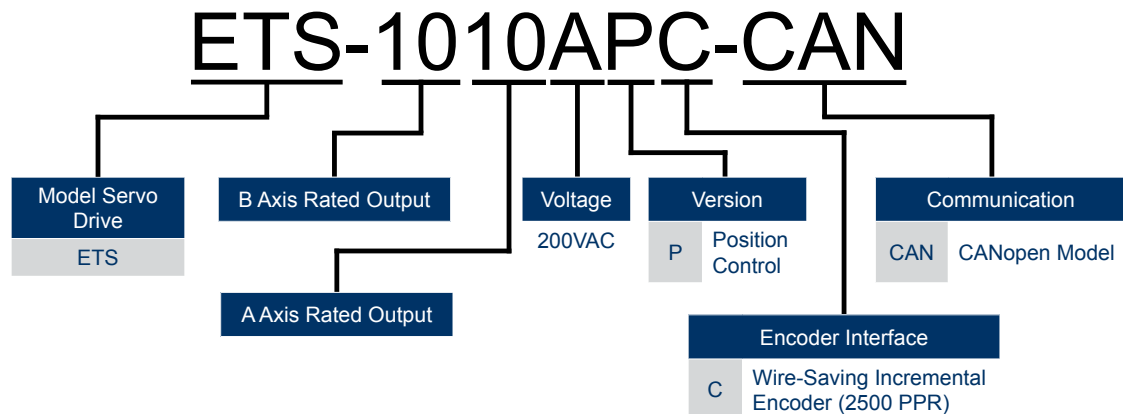 ETS-1010APC-CAN
Model Servo
Drive
ETS
B Axis Rated Output
A Axis Rated Output
Voltage
200VAC
Version
P
Position
Control
Encoder Interface
C
Wire-Saving Incremental
Encoder (2500 PPR)
Communication
CAN
CANopen Model